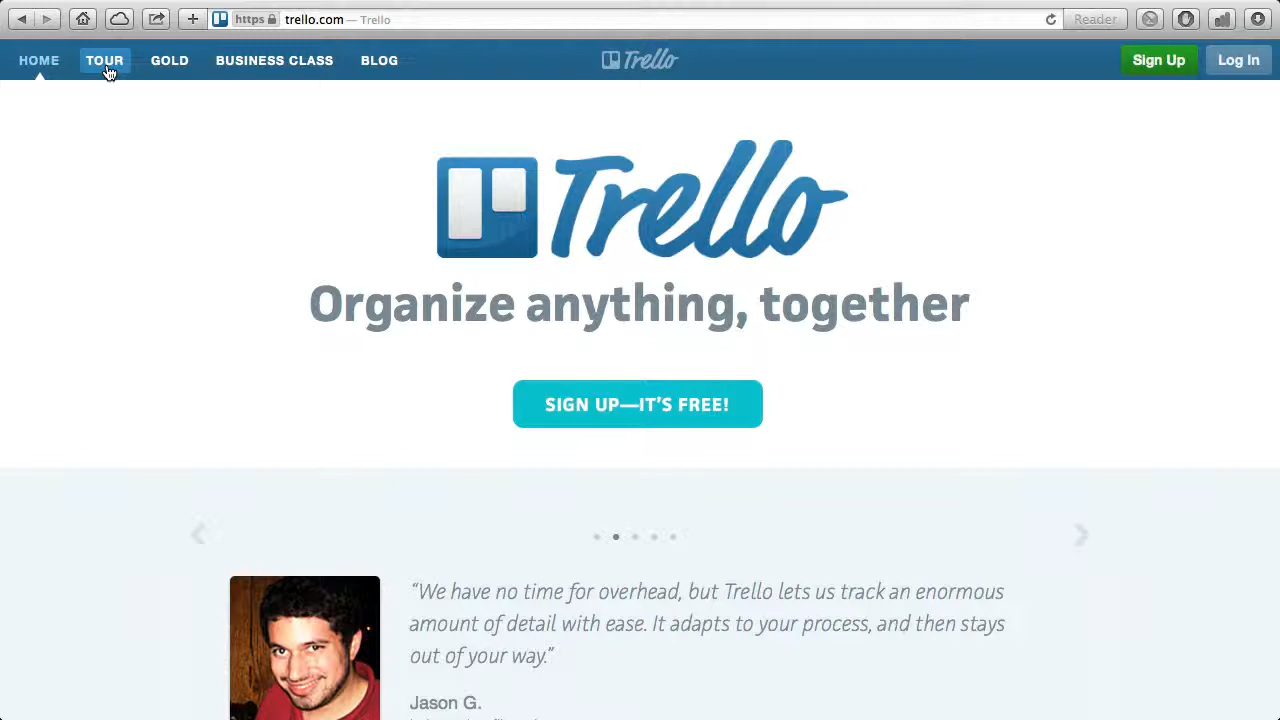 https trello.com — Trello Reader
HOME TOUR GOLD BUSINESS CLASS BLOG Trello Sign Up Log In
Trello
Organize anything, together
SIGN UP—IT'S FREE!
“We have no time for overhead, but Trello lets us track an enormous
amount of detail with ease. It adapts to your process, and then stays
out of your way.”
Jason G.